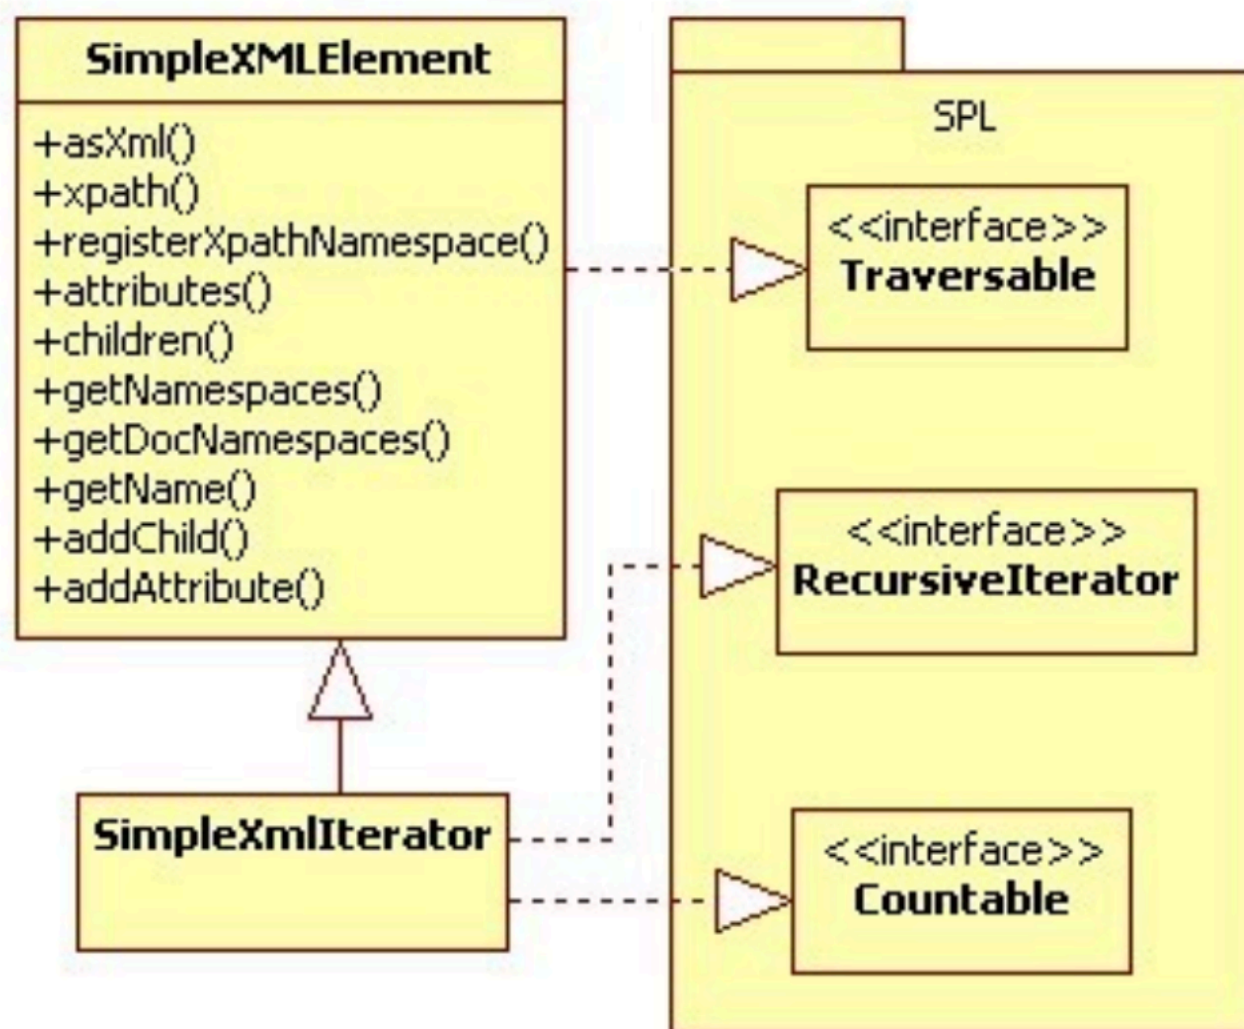 SimpleXMLElement
+asXml()
+xpath()
+registerXpathNamespace()
+attributes()
+children()
+getNamespaces()
+getDocNamespaces()
+getName()
+addChild()
+addAttribute()
SimpleXmlIterator
SPL
<<interface>>
Traversable
<<interface>>
RecursiveIterator
<<interface>>
Countable